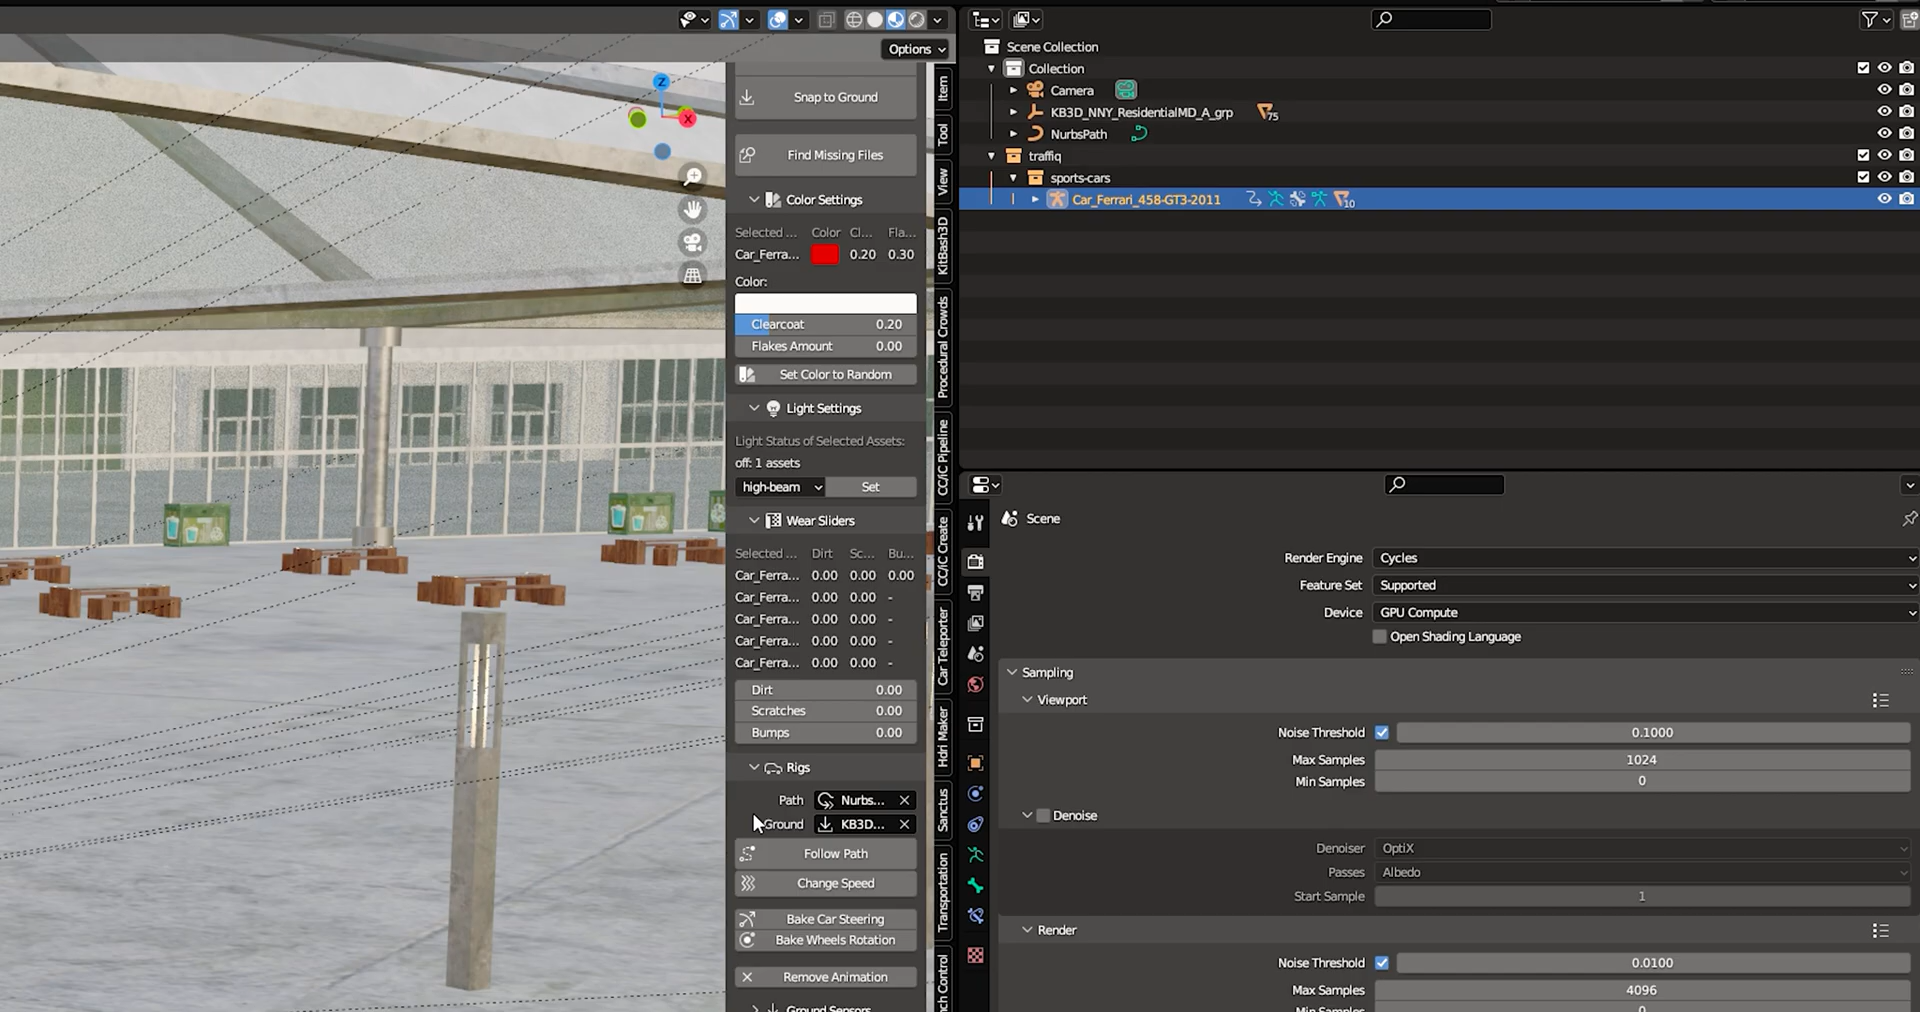 Options
Z
X
Snap to Ground
Find Missing Files
Color Settings
Selected ... Color Cl... Fla...
Car_Ferra... 0.20 0.30
Color:
Clearcoat 0.20
Flakes Amount 0.00
Set Color to Random
Light Settings
Light Status of Selected Assets:
off: 1 assets
high-beam Set
Wear Sliders
Selected ... Dirt Sc... Bu...
Car_Ferra... 0.00 0.00 0.00
Car_Ferra... 0.00 0.00 -
Car_Ferra... 0.00 0.00 -
Car_Ferra... 0.00 0.00 -
Car_Ferra... 0.00 0.00 -
Dirt 0.00
Scratches 0.00
Bumps 0.00
Rigs
Path Nurbs...
Ground KB3D...
Follow Path
Change Speed
Bake Car Steering
Bake Wheels Rotation
Remove Animation
Ground Sensors
Item
Tool
View
KitBash3D
Procedural Crowds
CC/iC Pipeline
CC/iC Create
Car Teleporter
Hdri Maker
Sanctus
Transportation
nch Control
Scene Collection
Collection
Camera
KB3D_NNY_ResidentialMD_A_grp 75
NurbsPath
traffiq
sports-cars
Car_Ferrari_458-GT3-2011 10
Scene
Render Engine Cycles
Feature Set Supported
Device GPU Compute
Open Shading Language
Sampling
Viewport
Noise Threshold 0.1000
Max Samples 1024
Min Samples 0
Denoise
Denoiser OptiX
Passes Albedo
Start Sample 1
Render
Noise Threshold 0.0100
Max Samples 4096
Min Samples 0